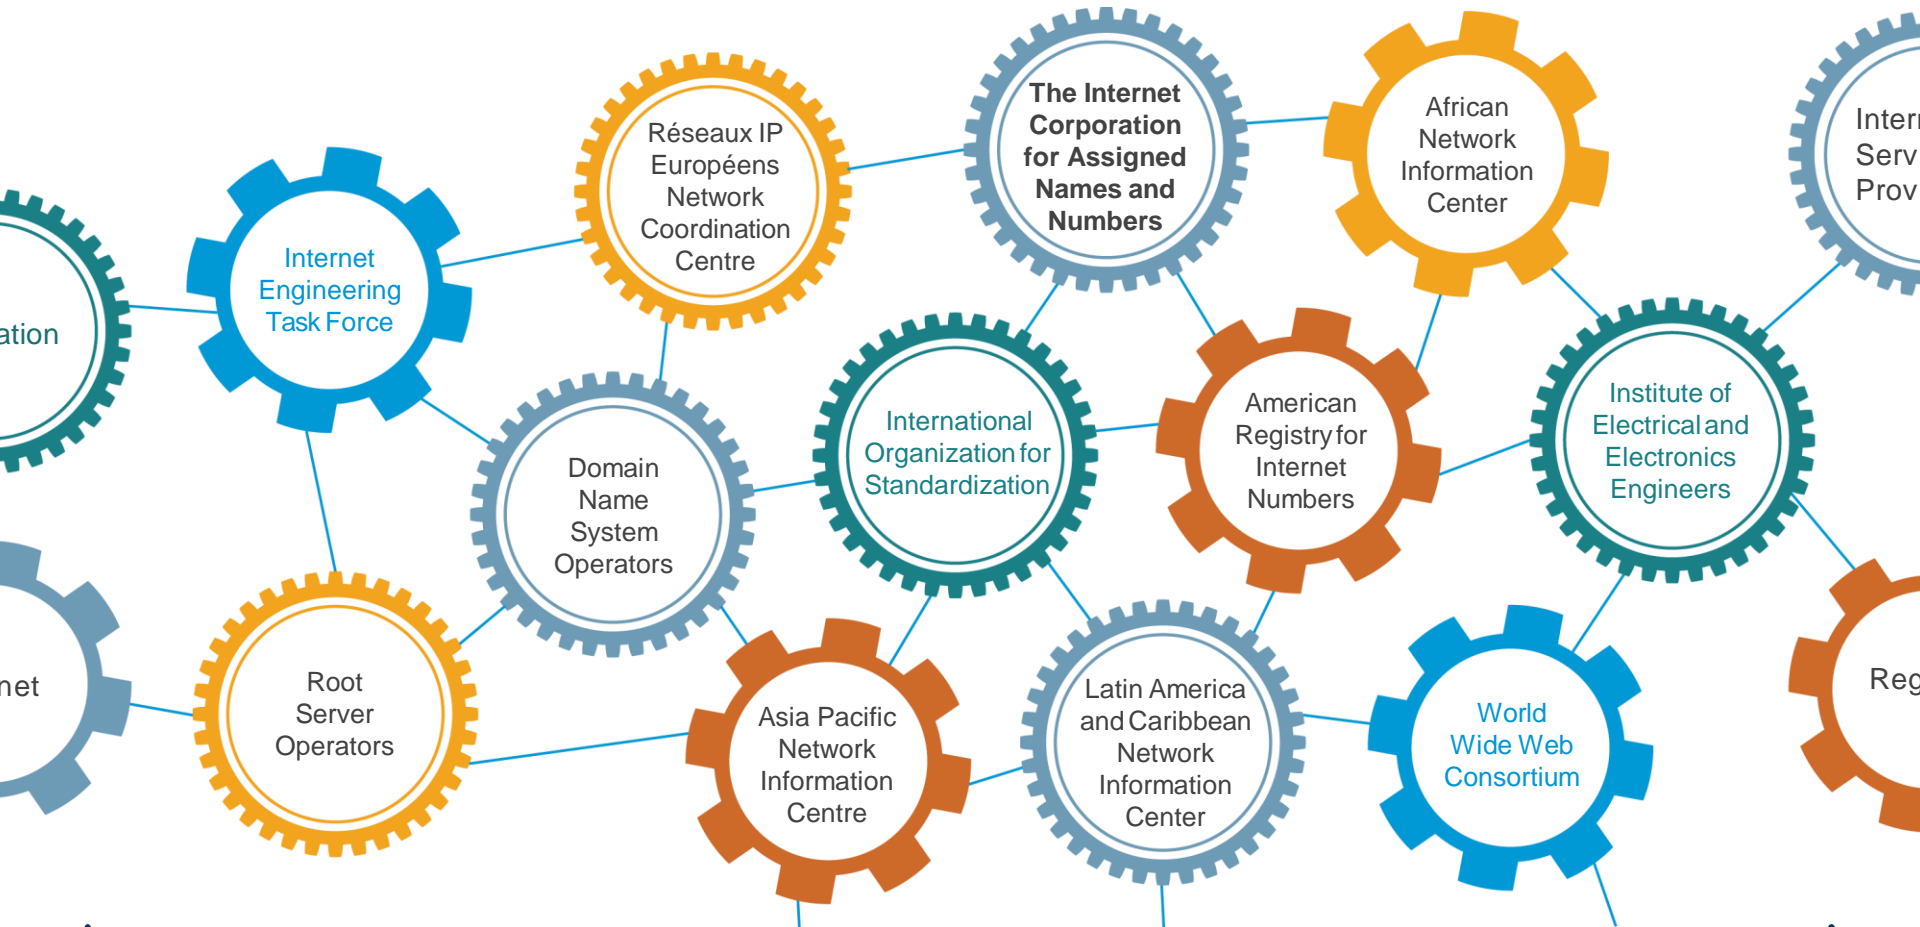 The Internet
Corporation
for Assigned
Names and
Numbers
African
Network
Information
Center
Réseaux IP
Européens
Network
Coordination
Centre
Internet
Engineering
Task Force
Institute of
Electrical and
Electronics
Engineers
American
Registry for
Internet
Numbers
International
Organization for
Standardization
Domain
Name
System
Operators
Root
Server
Operators
Asia Pacific
Network
Information
Centre
Latin America
and Caribbean
Network
Information
Center
World
Wide Web
Consortium